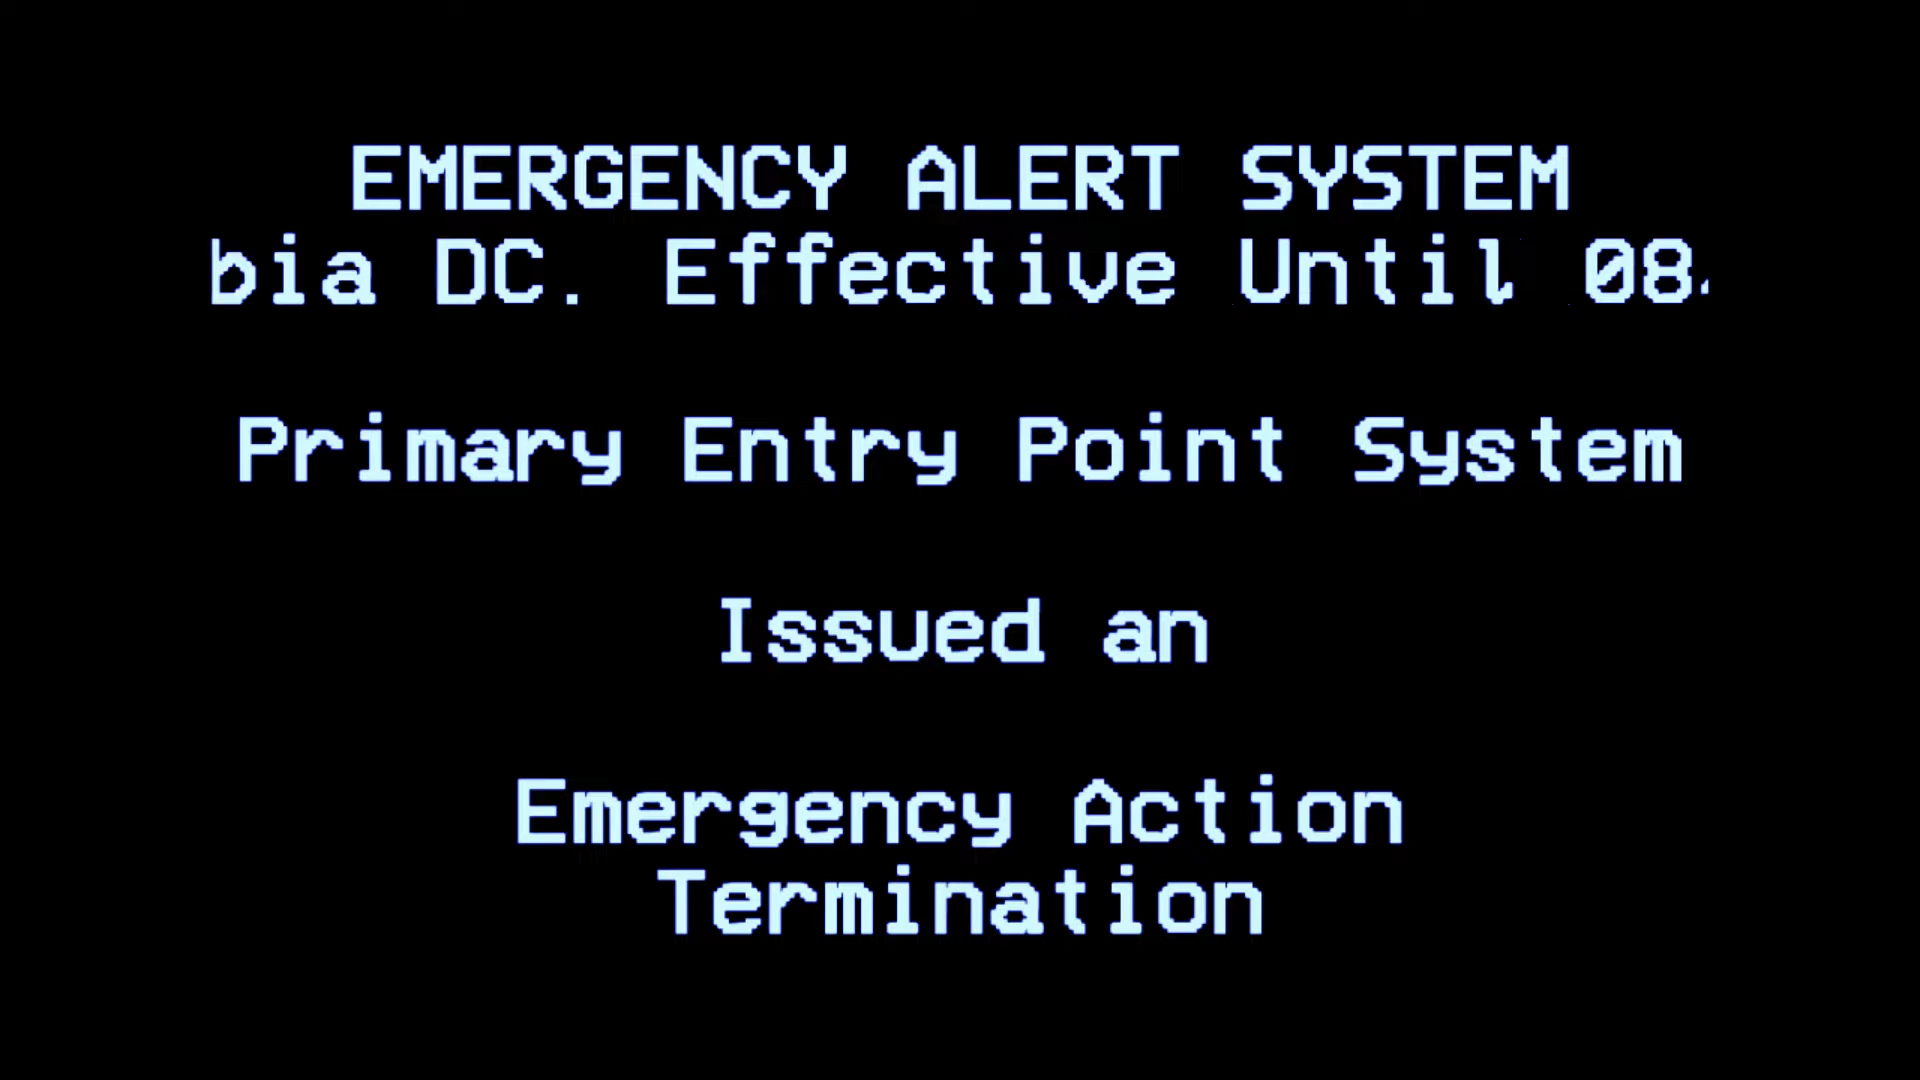 EMERGENCY ALERT SYSTEM
bia DC. Effective Until 08
Primary Entry Point System
Issued an
Emergency Action
Termination